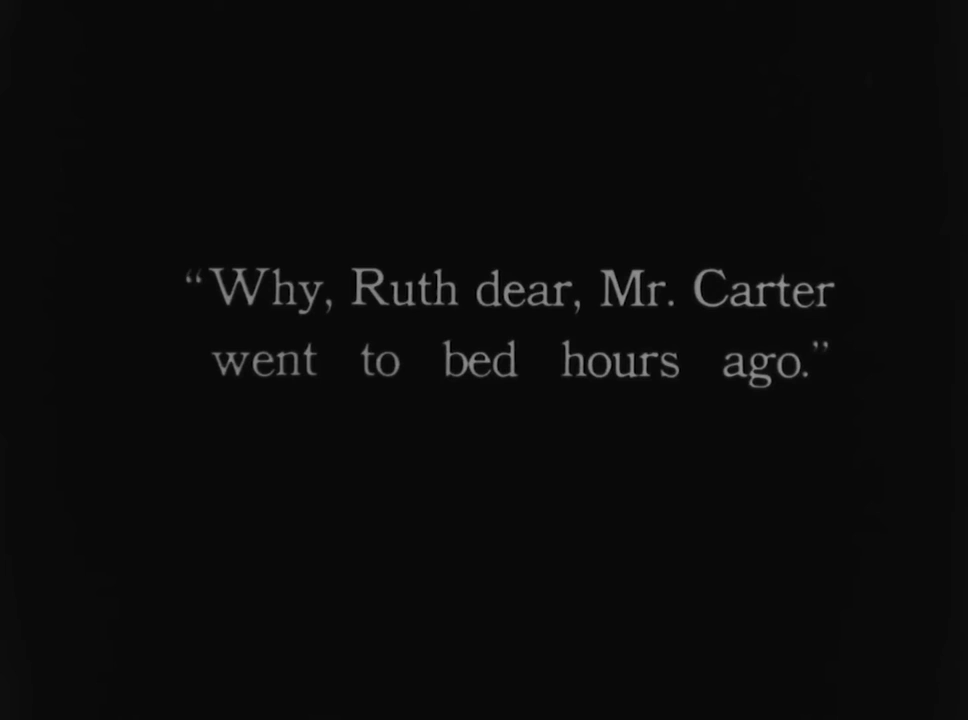 “Why, Ruth dear, Mr. Carter
went to bed hours ago.”